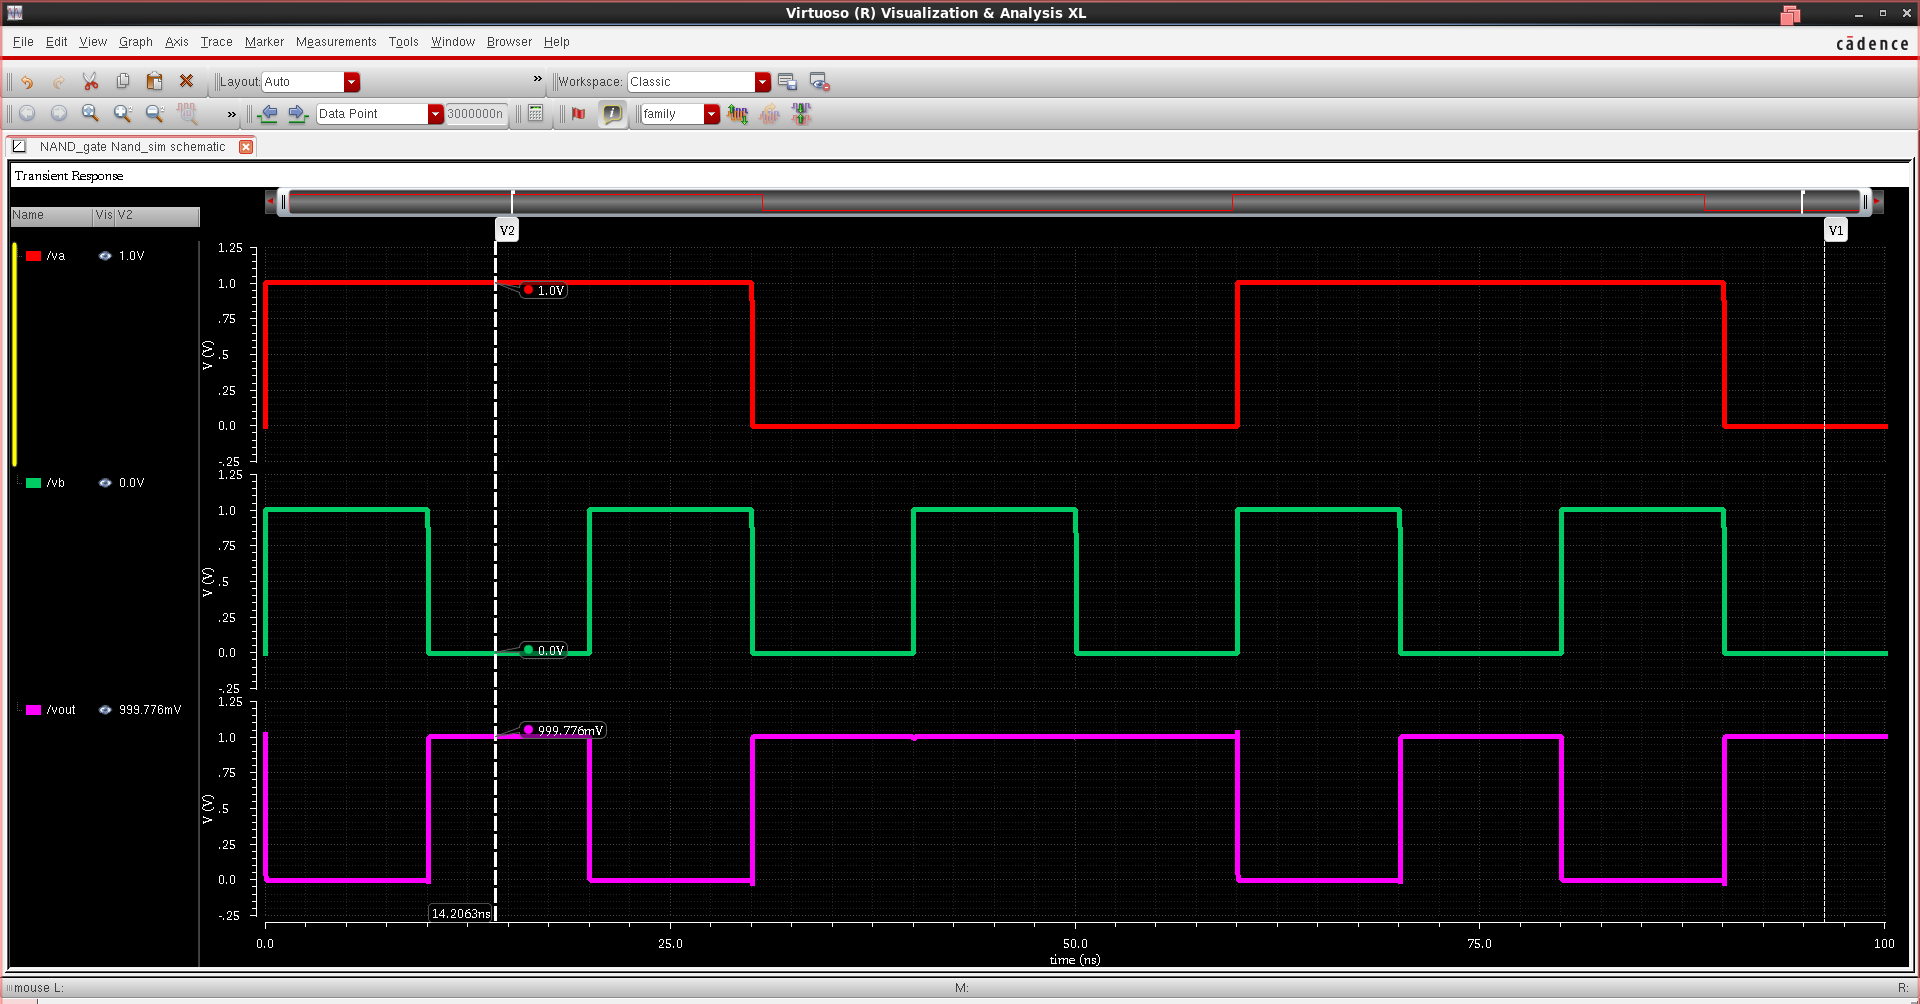 Virtuoso (R) Visualization & Analysis XL
File Edit View Graph Axis Trace Marker Measurements Tools Window Browser Help
cādence
Layout: Auto » Workspace: Classic
» Data Point 3000000n family
NAND_gate Nand_sim schematic
Transient Response
Name Vis V2
V2 V1
/va 1.0V
1.25
1.0
.75
.5
.25
0.0
-.25
V (V)
1.0V
/vb 0.0V
1.25
1.0
.75
.5
.25
0.0
-.25
V (V)
0.0V
/vout 999.776mV
1.25
1.0
.75
.5
.25
0.0
-.25
V (V)
999.776mV
14.2063ns
0.0 25.0 50.0 75.0 100
time (ns)
mouse L: M: R: